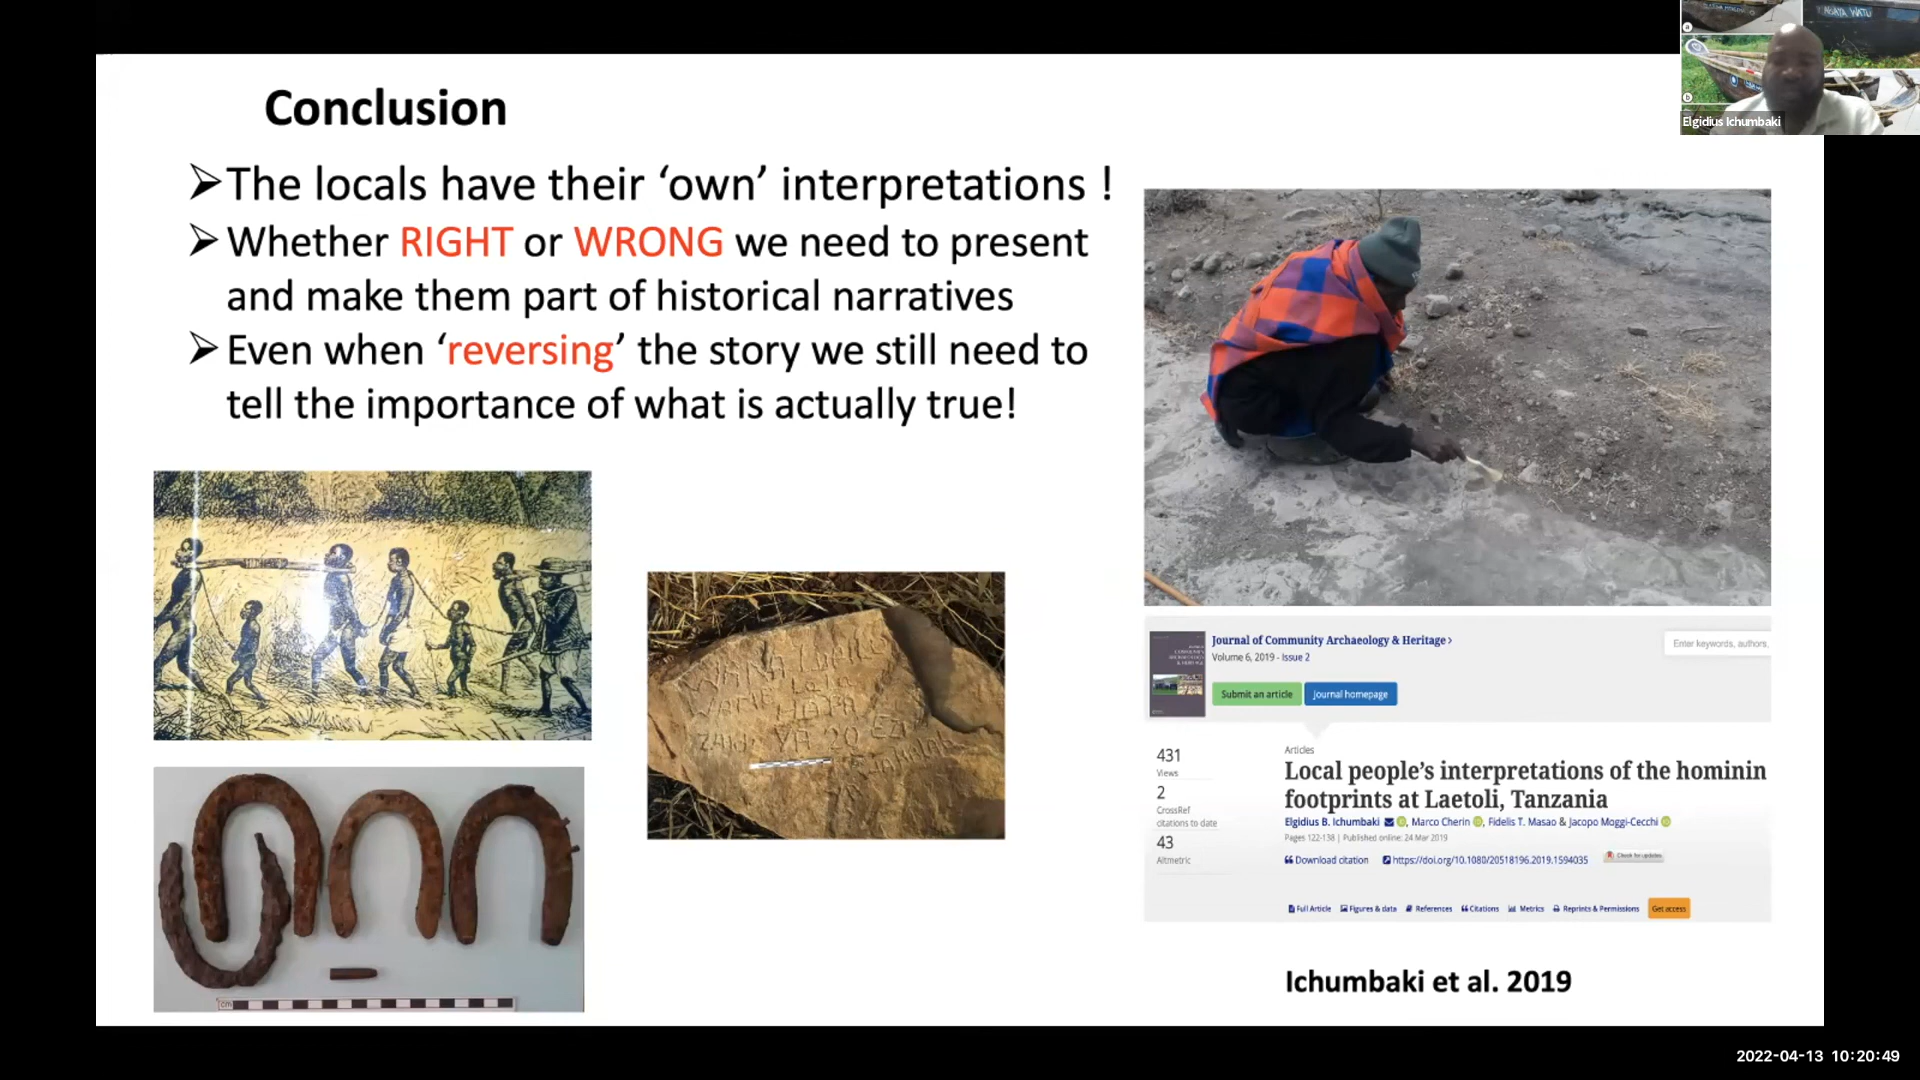 NGAYA WATU
Elgidius Ichumbaki
Conclusion
➢The locals have their ‘own’ interpretations !
➢Whether RIGHT or WRONG we need to present
and make them part of historical narratives
➢Even when ‘reversing’ the story we still need to
tell the importance of what is actually true!
HAYA
YA 20
cm
Journal of Community Archaeology & Heritage ›
Volume 6, 2019 - Issue 2
Enter keywords, authors,
Submit an article
Journal homepage
431
Views
2
CrossRef
citations to date
43
Altmetric
Articles
Local people’s interpretations of the hominin
footprints at Laetoli, Tanzania
Elgidius B. Ichumbaki, Marco Cherin, Fidelis T. Masao & Jacopo Moggi-Cecchi
Pages 122-138 | Published online: 24 Mar 2019
Download citation https://doi.org/10.1080/20518196.2019.1594035 Check for updates
Full Article Figures & data References Citations Metrics Reprints & Permissions Get access
Ichumbaki et al. 2019
2022-04-13 10:20:49